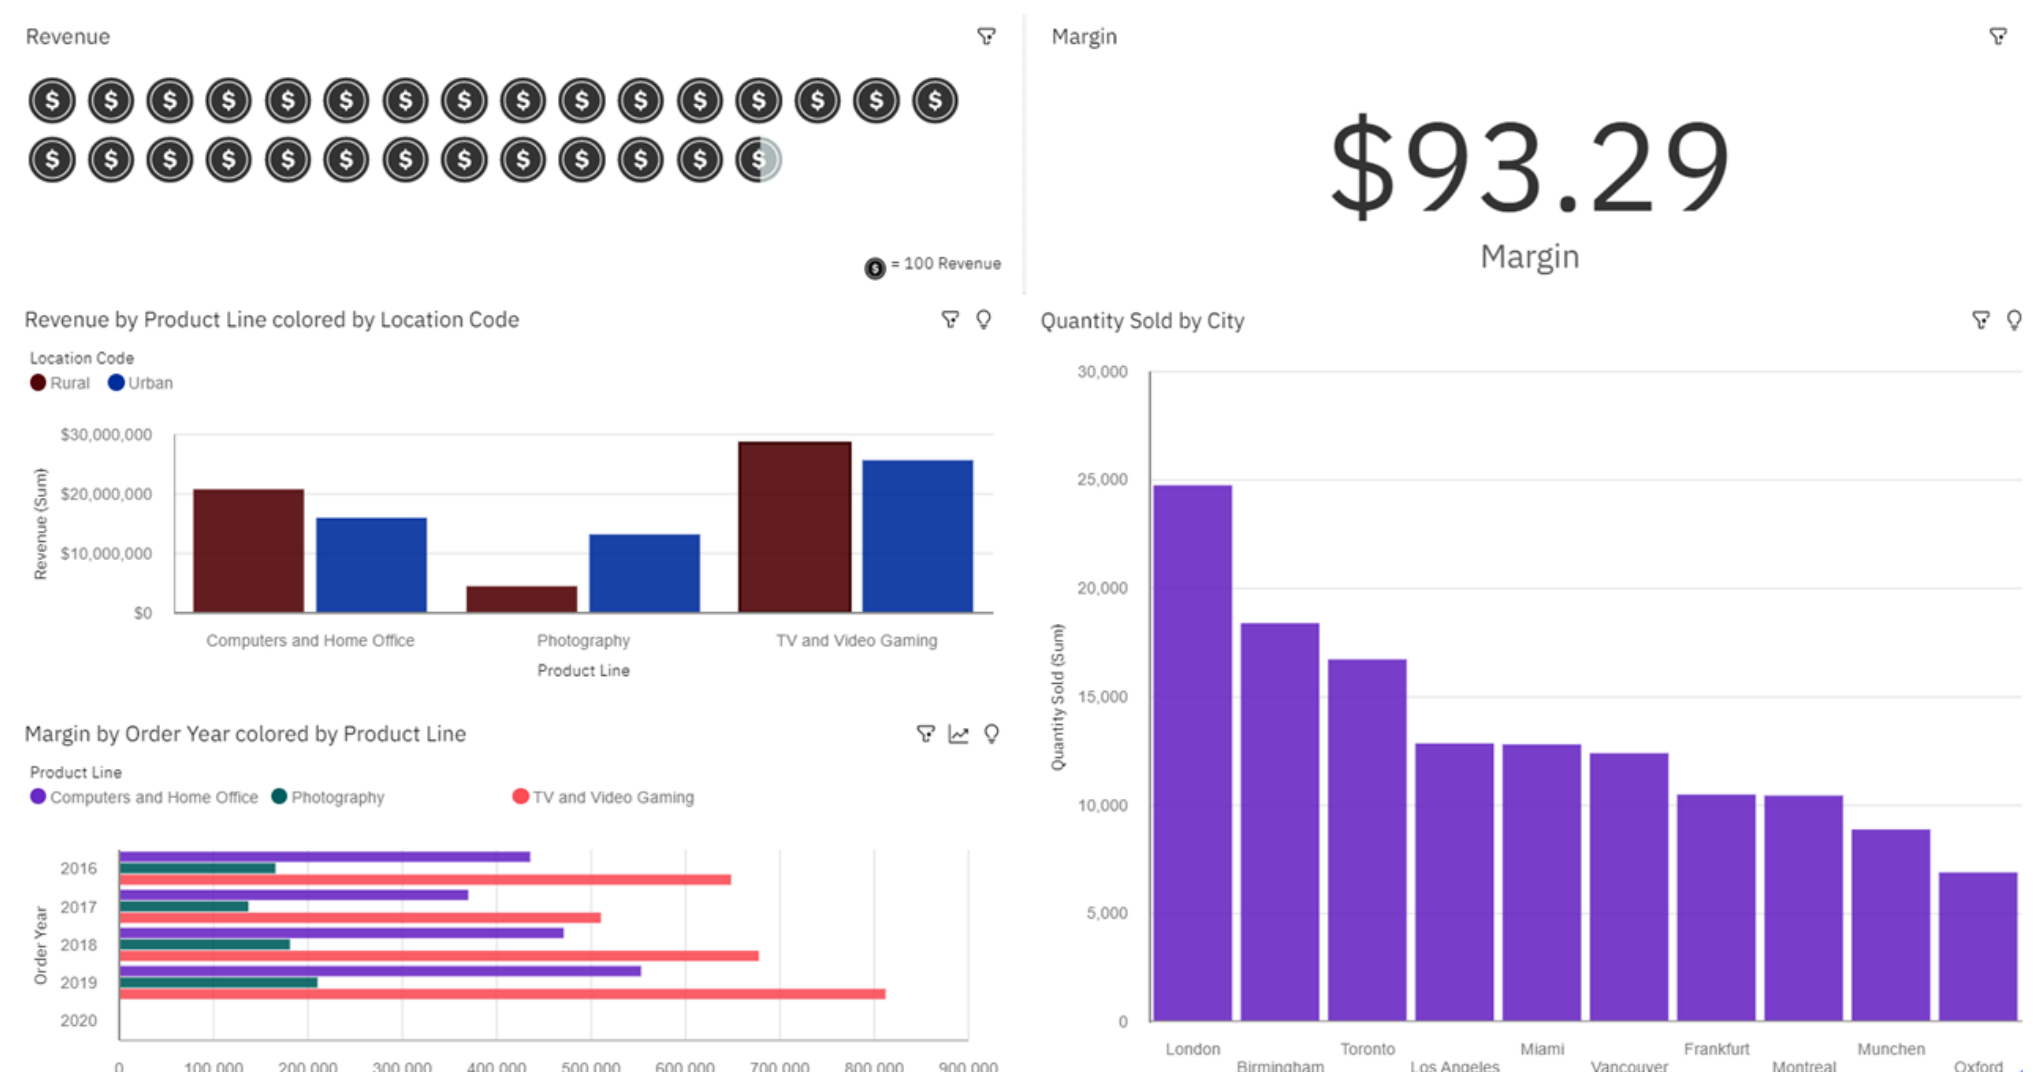 Revenue
= 100 Revenue
Margin
$93.29
Margin
Revenue by Product Line colored by Location Code
Location Code
Rural Urban
$30,000,000
$20,000,000
$10,000,000
$0
Revenue (Sum)
Computers and Home Office Photography TV and Video Gaming
Product Line
Margin by Order Year colored by Product Line
Product Line
Computers and Home Office Photography TV and Video Gaming
Order Year
2016
2017
2018
2019
2020
0 100,000 200,000 300,000 400,000 500,000 600,000 700,000 800,000 900,000
Quantity Sold by City
30,000
25,000
20,000
15,000
10,000
5,000
0
Quantity Sold (Sum)
London Toronto Miami Frankfurt Munchen
Birmingham Los Angeles Vancouver Montreal Oxford